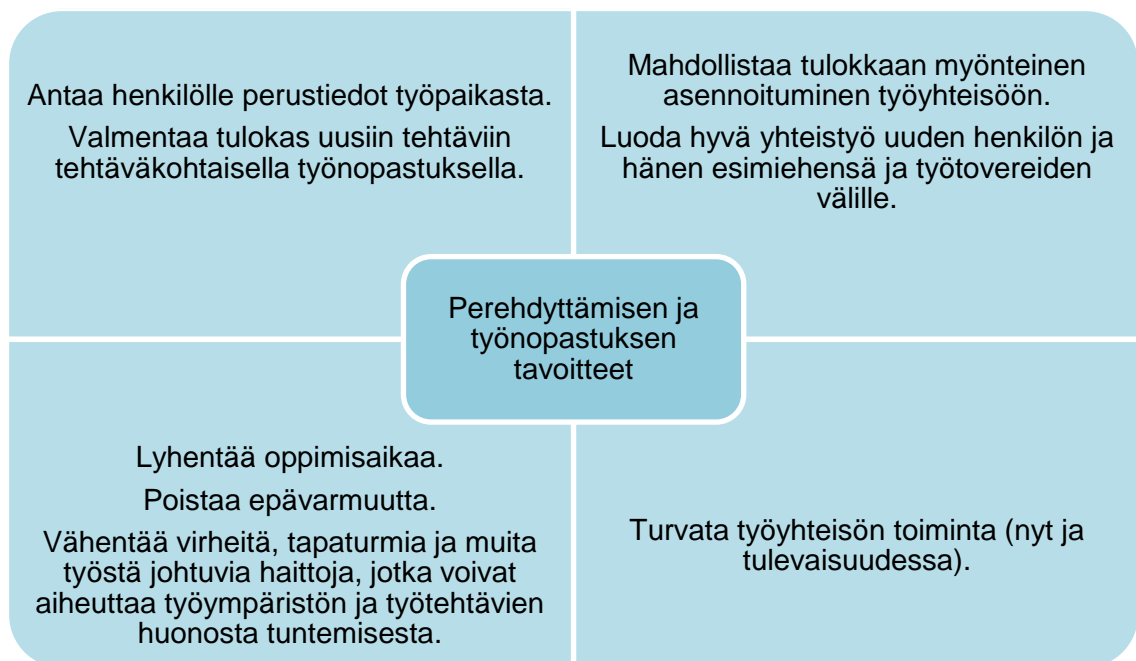 Antaa henkilölle perustiedot työpaikasta.
Valmentaa tulokas uusiin tehtäviin
tehtäväkohtaisella työnopastuksella.
Mahdollistaa tulokkaan myönteinen
asennoituminen työyhteisöön.
Luoda hyvä yhteistyö uuden henkilön ja
hänen esimiehensä ja työtovereiden
välille.
Perehdyttämisen ja
työnopastuksen
tavoitteet
Lyhentää oppimisaikaa.
Poistaa epävarmuutta.
Vähentää virheitä, tapaturmia ja muita
työstä johtuvia haittoja, jotka voivat
aiheuttaa työympäristön ja työtehtävien
huonosta tuntemisesta.
Turvata työyhteisön toiminta (nyt ja
tulevaisuudessa).